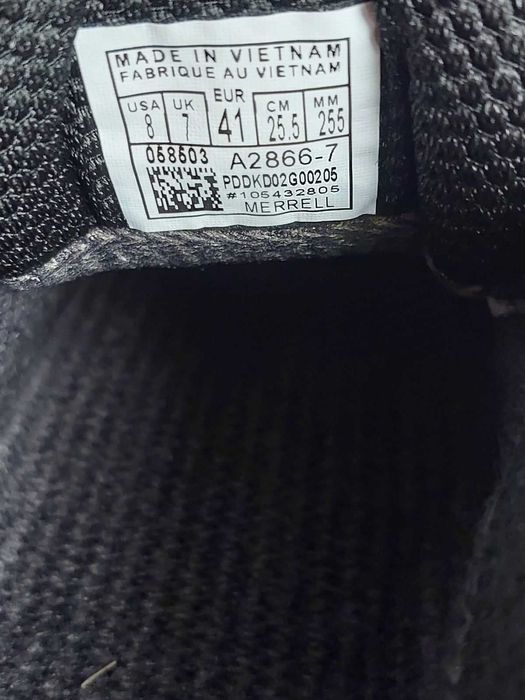 MADE IN VIETNAM
FABRIQUE AU VIETNAM
USA UK EUR CM MM
8 7 41 25.5 255
058503 A2866-7
PDDKD02G00205
#105432805
MERRELL